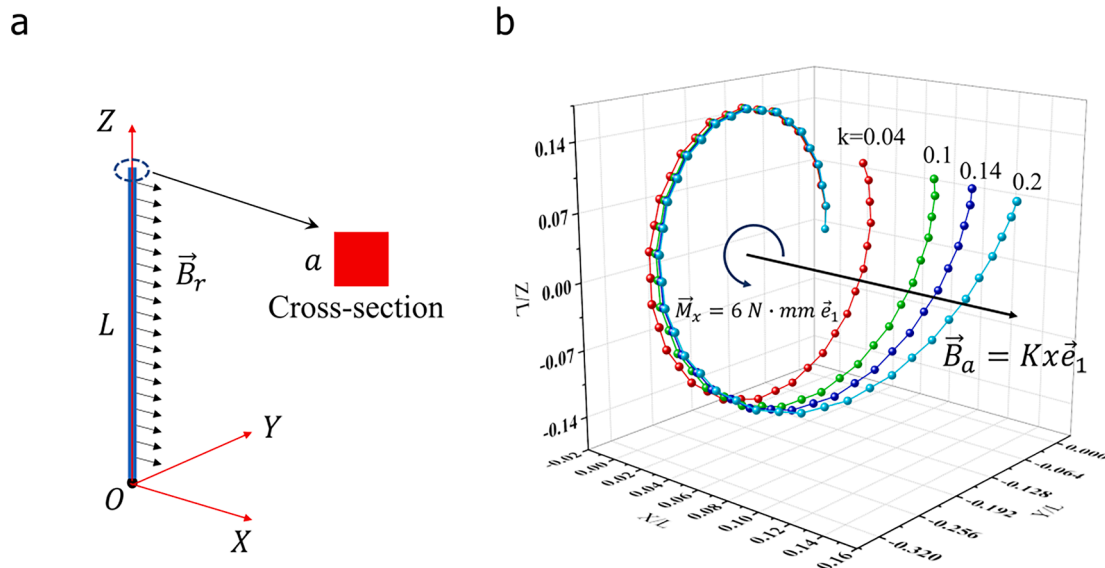 a
Z
a
Cross-section
B⃗ᵣ
L
Y
O
X
b
0.14
0.07
0.00
-0.07
-0.14
Z/L
k=0.04
0.1
0.14
0.2
M⃗ₓ = 6 N · mm e⃗₁
B⃗ₐ = Kxe⃗₁
-0.02
0.00
0.02
0.04
0.06
0.08
0.10
0.12
0.14
0.16
X/L
0.000
-0.064
-0.128
-0.192
-0.256
-0.320
Y/L